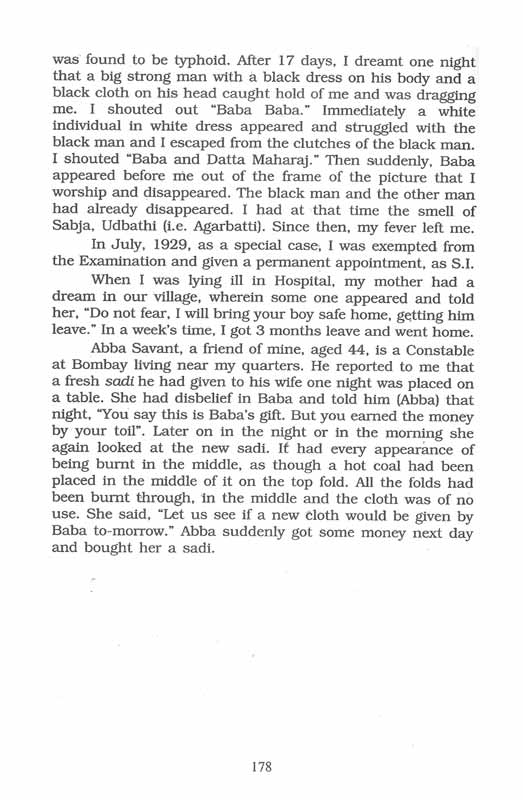 was found to be typhoid. After 17 days, I dreamt one night
that a big strong man with a black dress on his body and a
black cloth on his head caught hold of me and was dragging
me. I shouted out "Baba Baba." Immediately a white
individual in white dress appeared and struggled with the
black man and I escaped from the clutches of the black man.
I shouted "Baba and Datta Maharaj." Then suddenly, Baba
appeared before me out of the frame of the picture that I
worship and disappeared. The black man and the other man
had already disappeared. I had at that time the smell of
Sabja, Udbathi (i.e. Agarbatti). Since then, my fever left me.
In July, 1929, as a special case, I was exempted from
the Examination and given a permanent appointment, as S.I.
When I was lying ill in Hospital, my mother had a
dream in our village, wherein some one appeared and told
her, "Do not fear, I will bring your boy safe home, getting him
leave." In a week's time, I got 3 months leave and went home.
Abba Savant, a friend of mine, aged 44, is a Constable
at Bombay living near my quarters. He reported to me that
a fresh sadi he had given to his wife one night was placed on
a table. She had disbelief in Baba and told him (Abba) that
night, "You say this is Baba's gift. But you earned the money
by your toil". Later on in the night or in the morning she
again looked at the new sadi. It had every appearance of
being burnt in the middle, as though a hot coal had been
placed in the middle of it on the top fold. All the folds had
been burnt through, in the middle and the cloth was of no
use. She said, "Let us see if a new cloth would be given by
Baba to-morrow." Abba suddenly got some money next day
and bought her a sadi.
178